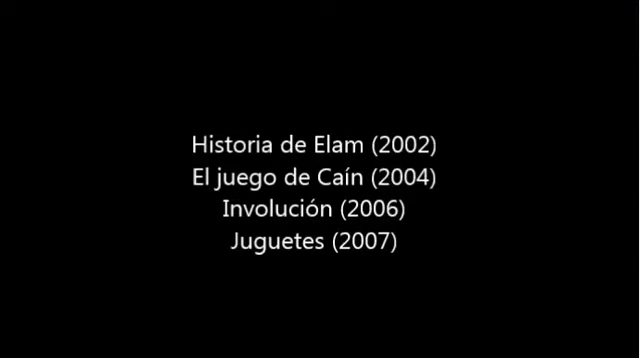 Historia de Elam (2002)
El juego de Caín (2004)
Involución (2006)
Juguetes (2007)